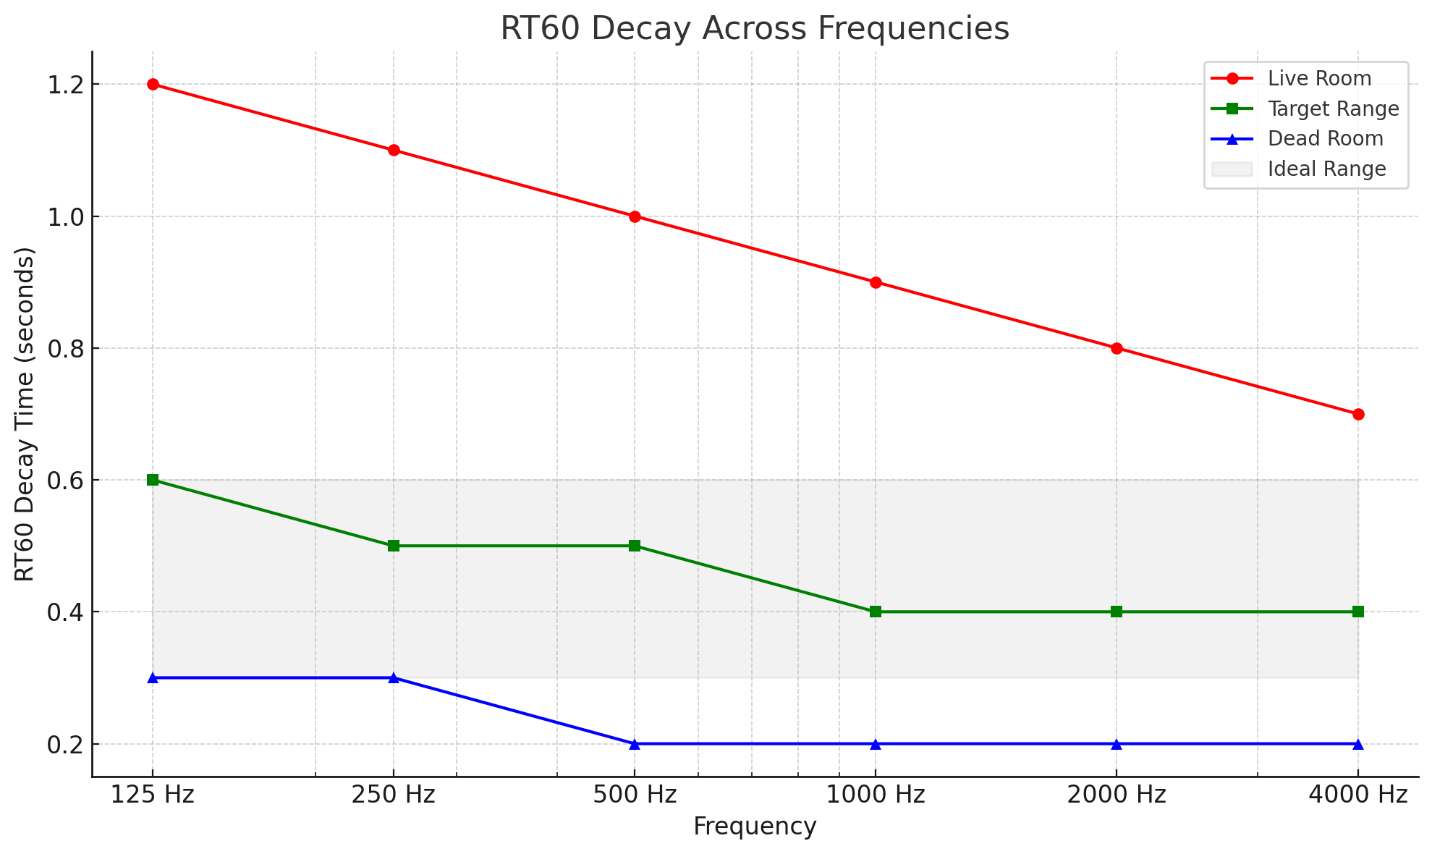 RT60 Decay Across Frequencies
Live Room
Target Range
Dead Room
Ideal Range
RT60 Decay Time (seconds)
1.2
1.0
0.8
0.6
0.4
0.2
125 Hz 250 Hz 500 Hz 1000 Hz 2000 Hz 4000 Hz
Frequency